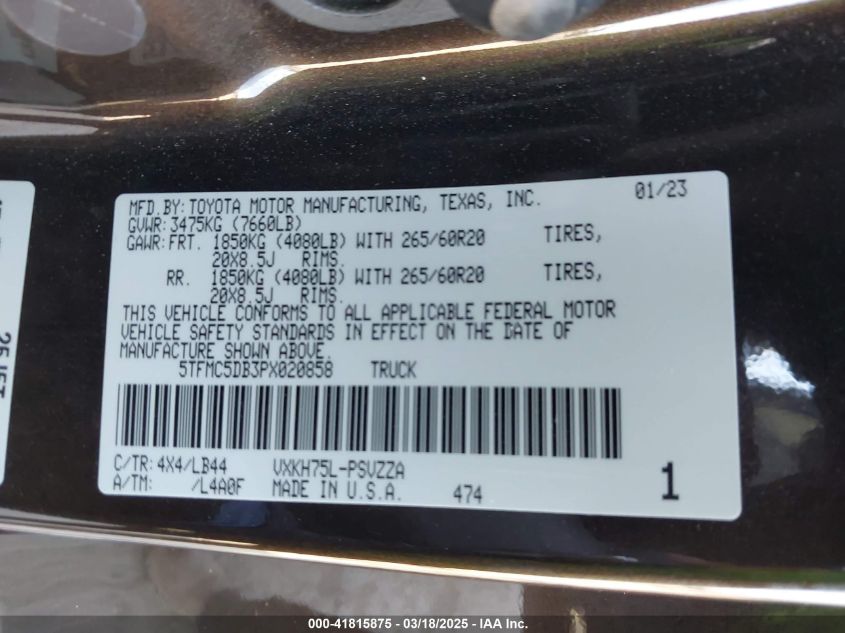 MFD.BY:TOYOTA MOTOR MANUFACTURING, TEXAS, INC. 01/23
GVWR:3475KG (7660LB)
GAWR:FRT. 1850KG (4080LB) WITH 265/60R20 TIRES,
20X8.5J RIMS.
RR. 1850KG (4080LB) WITH 265/60R20 TIRES,
20X8.5J RIMS.
THIS VEHICLE CONFORMS TO ALL APPLICABLE FEDERAL MOTOR
VEHICLE SAFETY STANDARDS IN EFFECT ON THE DATE OF
MANUFACTURE SHOWN ABOVE.
5TFMC5DB3PX020858 TRUCK
C/TR:4X4/LB44 VXKH75L-PSVZZA
A/TM: /L4A0F MADE IN U.S.A. 474 1
000-41815875 | 03/18/2025 - IAA Inc.